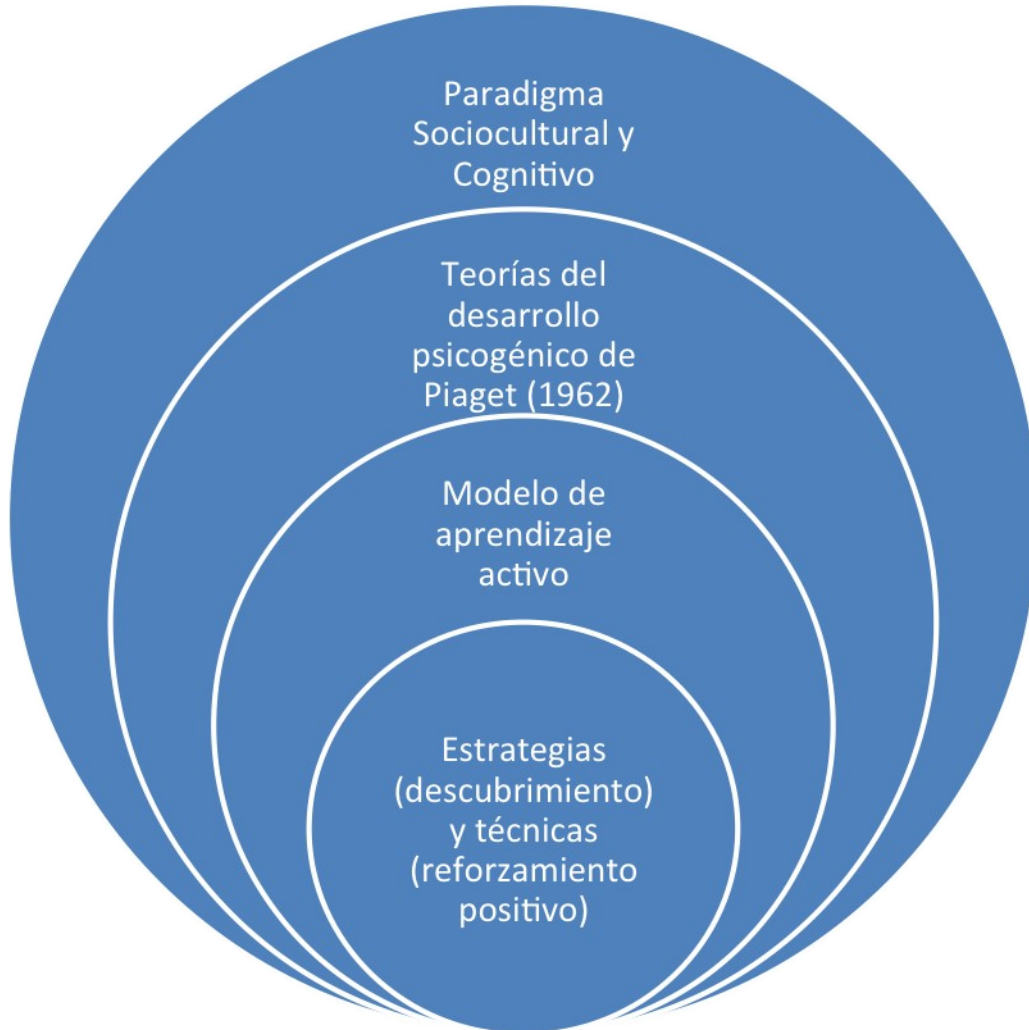 Paradigma
Sociocultural y
Cognitivo
Teorías del
desarrollo
psicogénico de
Piaget (1962)
Modelo de
aprendizaje
activo
Estrategias
(descubrimiento)
y técnicas
(reforzamiento
positivo)